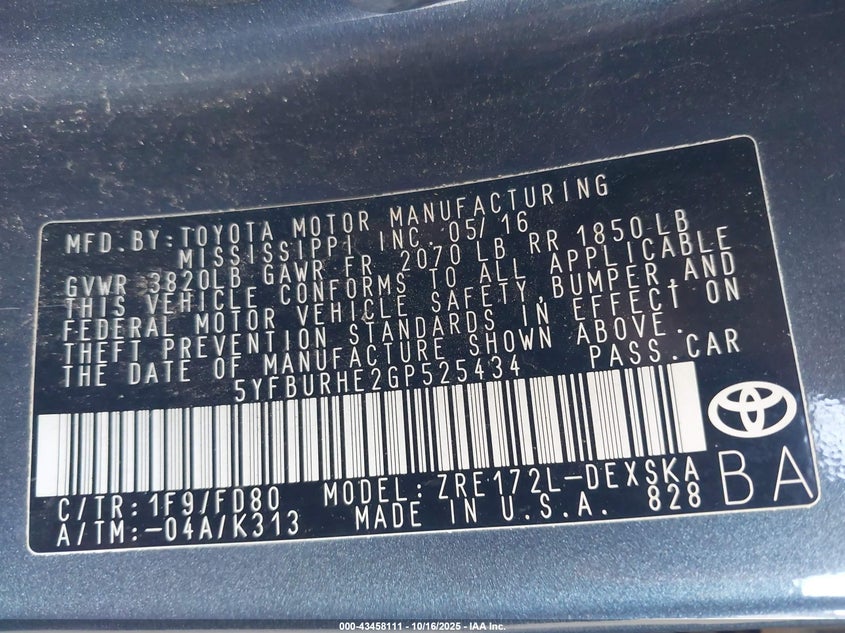 MFD. BY: TOYOTA MOTOR MANUFACTURING
MISSISSIPPI INC. 05/16
GVWR 3820LB GAWR FR 2070 LB RR 1850 LB
THIS VEHICLE CONFORMS TO ALL APPLICABLE
FEDERAL MOTOR VEHICLE SAFETY,BUMPER,AND
THEFT PREVENTION STANDARDS IN EFFECT ON
THE DATE OF MANUFACTURE SHOWN ABOVE.
5YFBURHE2GP525434 PASS.CAR
C/TR: 1F9/FD80 MODEL: ZRE172L-DEXSKA
A/TM:-04A/K313 MADE IN U.S.A. 828
BA
000-43458111 - 10/16/2025 - IAA Inc.